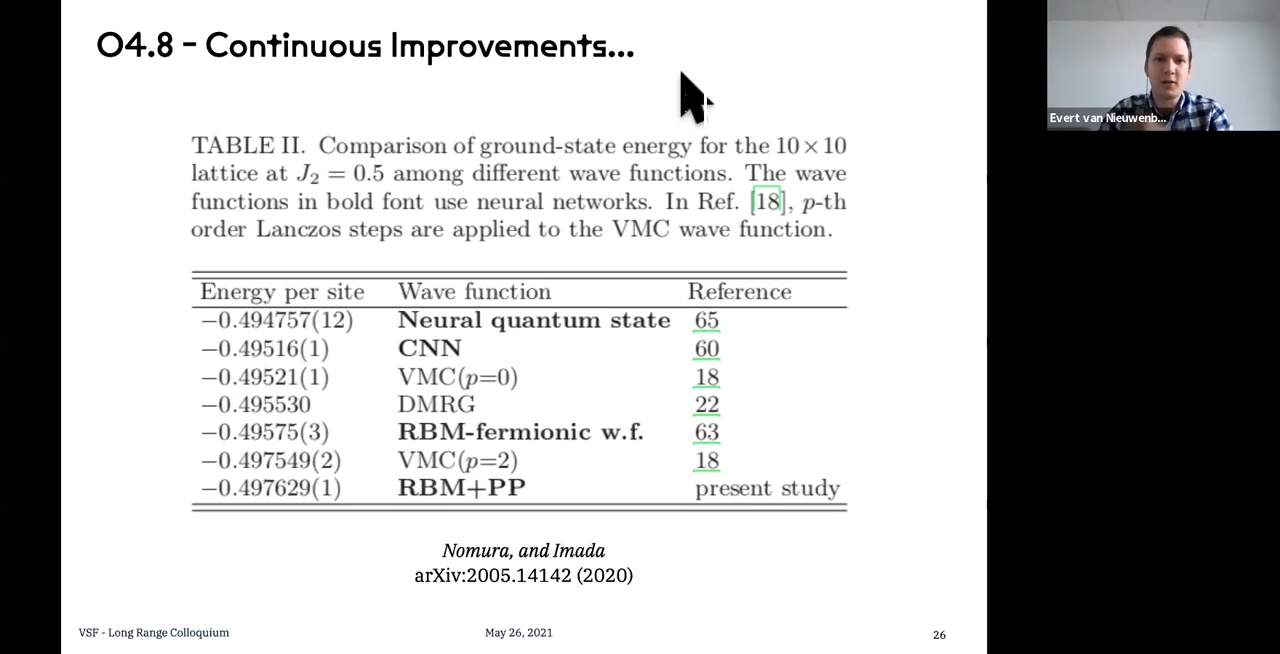 O4.8 - Continuous Improvements...
Evert van Nieuwenb...
TABLE II. Comparison of ground-state energy for the 10 × 10
lattice at J₂ = 0.5 among different wave functions. The wave
functions in bold font use neural networks. In Ref. [18], p-th
order Lanczos steps are applied to the VMC wave function.
Energy per site Wave function Reference
−0.494757(12) Neural quantum state 65
−0.49516(1) CNN 60
−0.49521(1) VMC(p=0) 18
−0.495530 DMRG 22
−0.49575(3) RBM-fermionic w.f. 63
−0.497549(2) VMC(p=2) 18
−0.497629(1) RBM+PP present study
Nomura, and Imada
arXiv:2005.14142 (2020)
VSF - Long Range Colloquium May 26, 2021 26